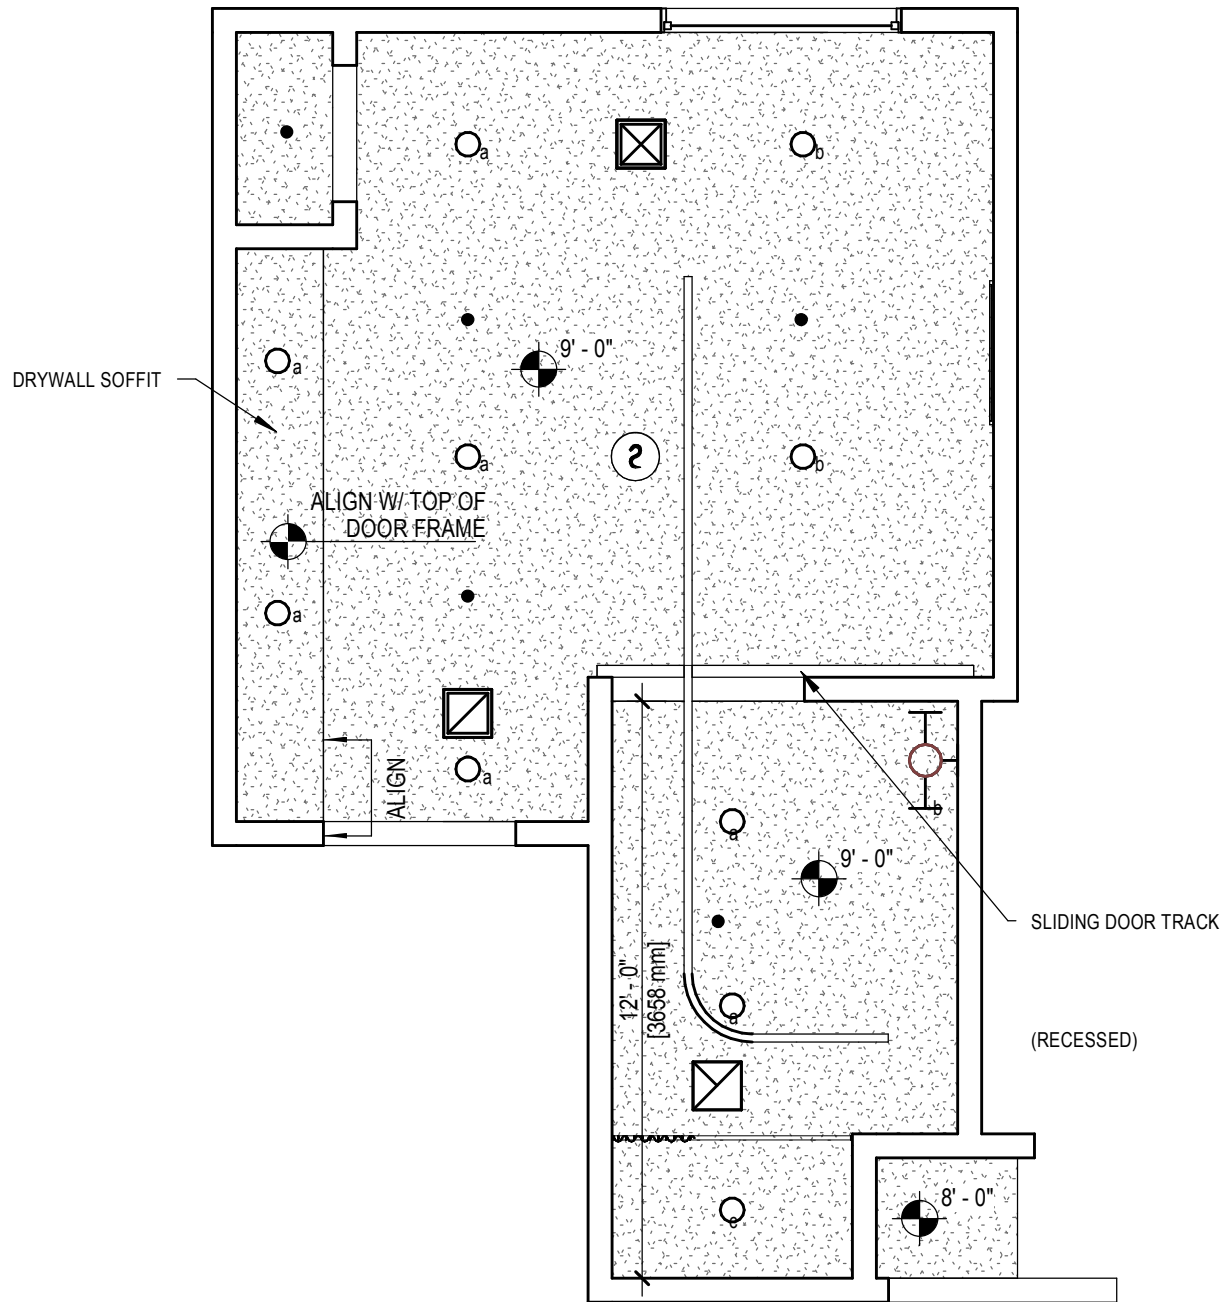 a
b
9' - 0"
a
DRYWALL SOFFIT
a
b
ALIGN W/ TOP OF
DOOR FRAME
a
a
ALIGN
b
a
9' - 0"
SLIDING DOOR TRACK
12' - 0"
[3658 mm]
a
(RECESSED)
8' - 0"
c